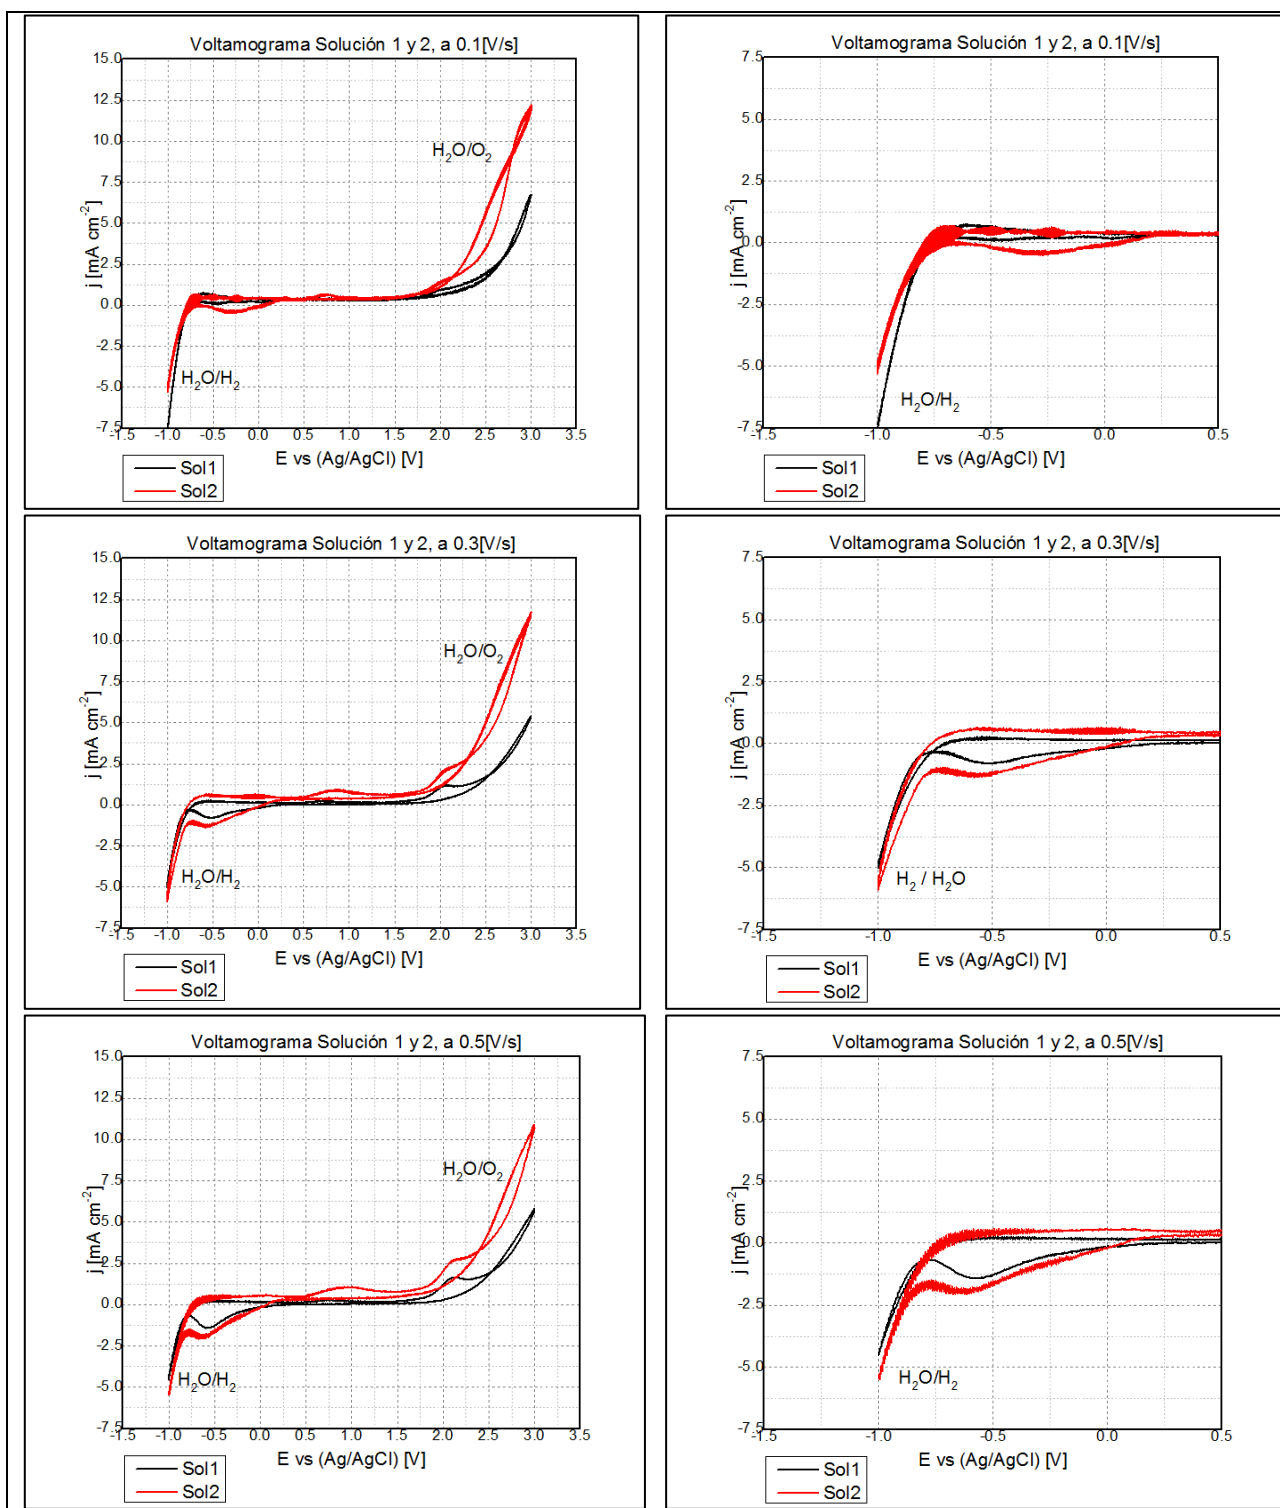 Voltamograma Solución 1 y 2, a 0.1[V/s]
15.0
12.5
10.0
7.5
5.0
2.5
0.0
-2.5
-5.0
-7.5
j [mA cm-2]
H2O/O2
H2O/H2
-1.5 -1.0 -0.5 0.0 0.5 1.0 1.5 2.0 2.5 3.0 3.5
E vs (Ag/AgCl) [V]
Sol1
Sol2
Voltamograma Solución 1 y 2, a 0.1[V/s]
7.5
5.0
2.5
0.0
-2.5
-5.0
-7.5
j [mA cm-2]
H2O/H2
-1.5 -1.0 -0.5 0.0 0.5
E vs (Ag/AgCl) [V]
Sol1
Sol2
Voltamograma Solución 1 y 2, a 0.3[V/s]
15.0
12.5
10.0
7.5
5.0
2.5
0.0
-2.5
-5.0
-7.5
j [mA cm-2]
H2O/O2
H2O/H2
-1.5 -1.0 -0.5 0.0 0.5 1.0 1.5 2.0 2.5 3.0 3.5
E vs (Ag/AgCl) [V]
Sol1
Sol2
Voltamograma Solución 1 y 2, a 0.3[V/s]
7.5
5.0
2.5
0.0
-2.5
-5.0
-7.5
j [mA cm-2]
H2 / H2O
-1.5 -1.0 -0.5 0.0 0.5
E vs (Ag/AgCl) [V]
Sol1
Sol2
Voltamograma Solución 1 y 2, a 0.5[V/s]
15.0
12.5
10.0
7.5
5.0
2.5
0.0
-2.5
-5.0
-7.5
j [mA cm-2]
H2O/O2
H2O/H2
-1.5 -1.0 -0.5 0.0 0.5 1.0 1.5 2.0 2.5 3.0 3.5
E vs (Ag/AgCl) [V]
Sol1
Sol2
Voltamograma Solución 1 y 2, a 0.5[V/s]
7.5
5.0
2.5
0.0
-2.5
-5.0
-7.5
j [mA cm-2]
H2O/H2
-1.5 -1.0 -0.5 0.0 0.5
E vs (Ag/AgCl) [V]
Sol1
Sol2